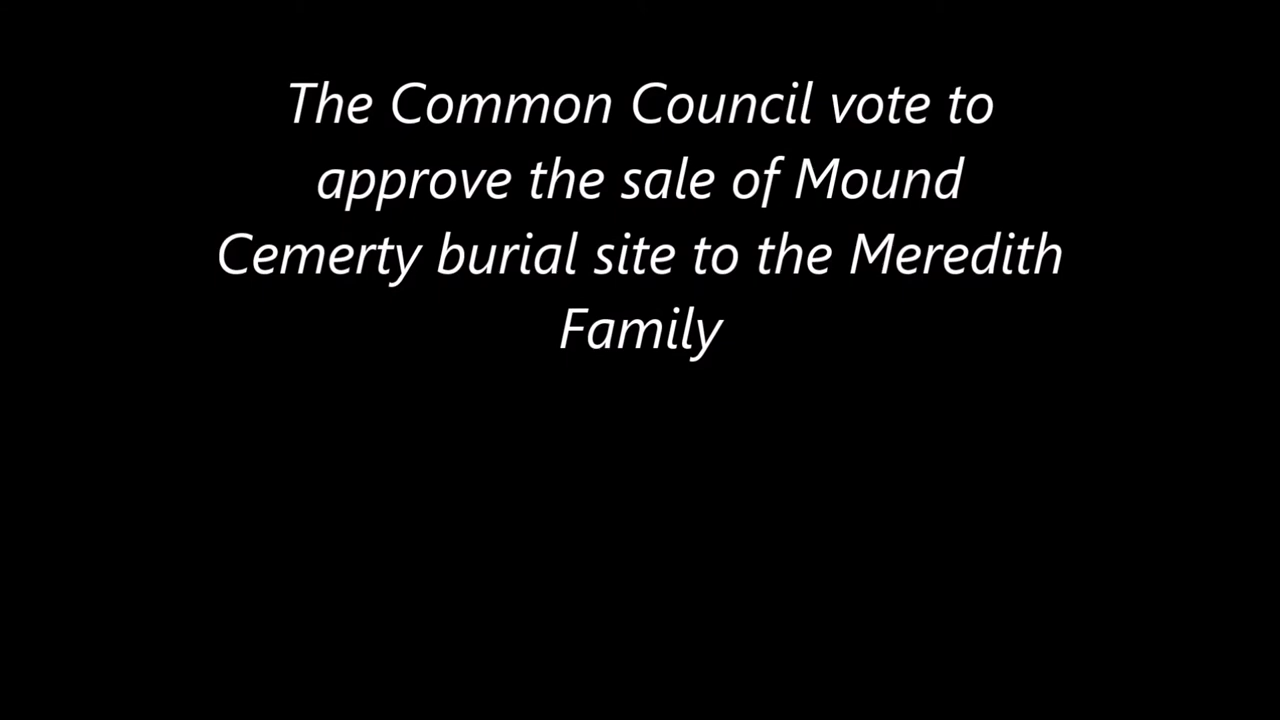 The Common Council vote to
approve the sale of Mound
Cemerty burial site to the Meredith
Family